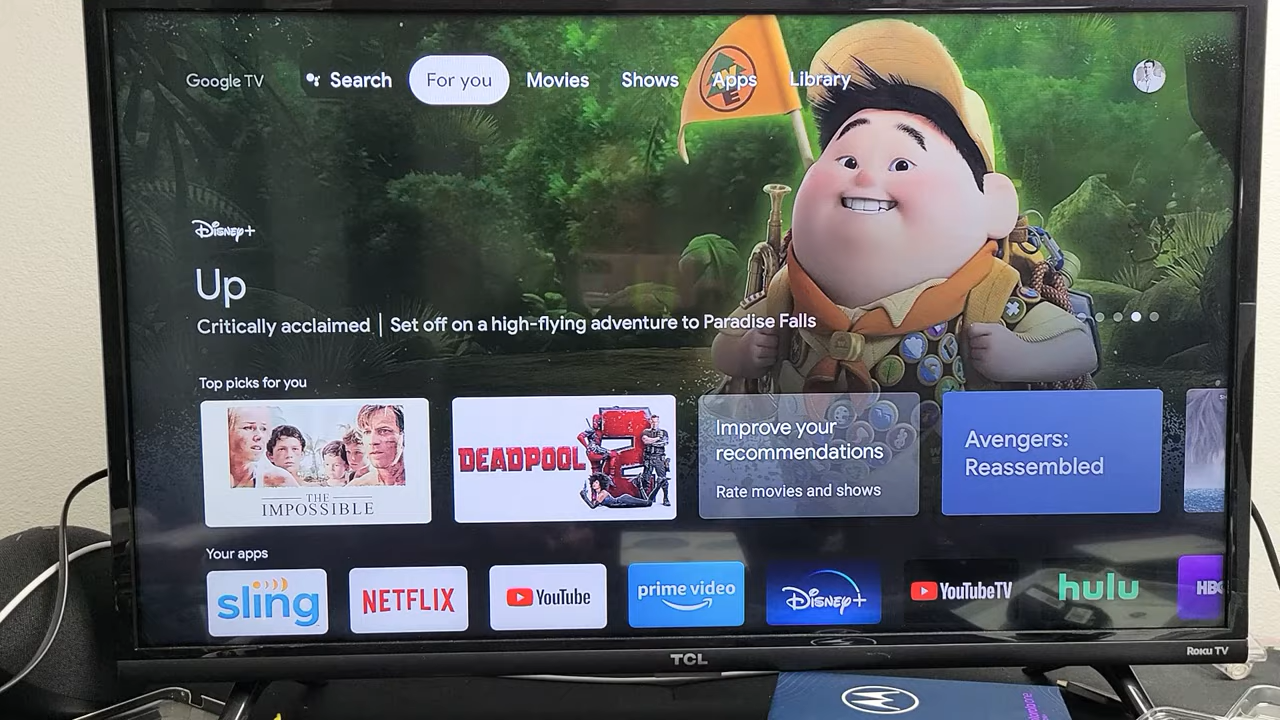 Google TV
Search
For you
Movies
Shows
Apps
Library
Disney+
Up
Critically acclaimed | Set off on a high-flying adventure to Paradise Falls
Top picks for you
THE
IMPOSSIBLE
DEADPOOL 2
Improve your
recommendations
Rate movies and shows
Avengers:
Reassembled
Your apps
sling
NETFLIX
YouTube
prime video
Disney+
YouTubeTV
hulu
HBO
TCL
Roku TV